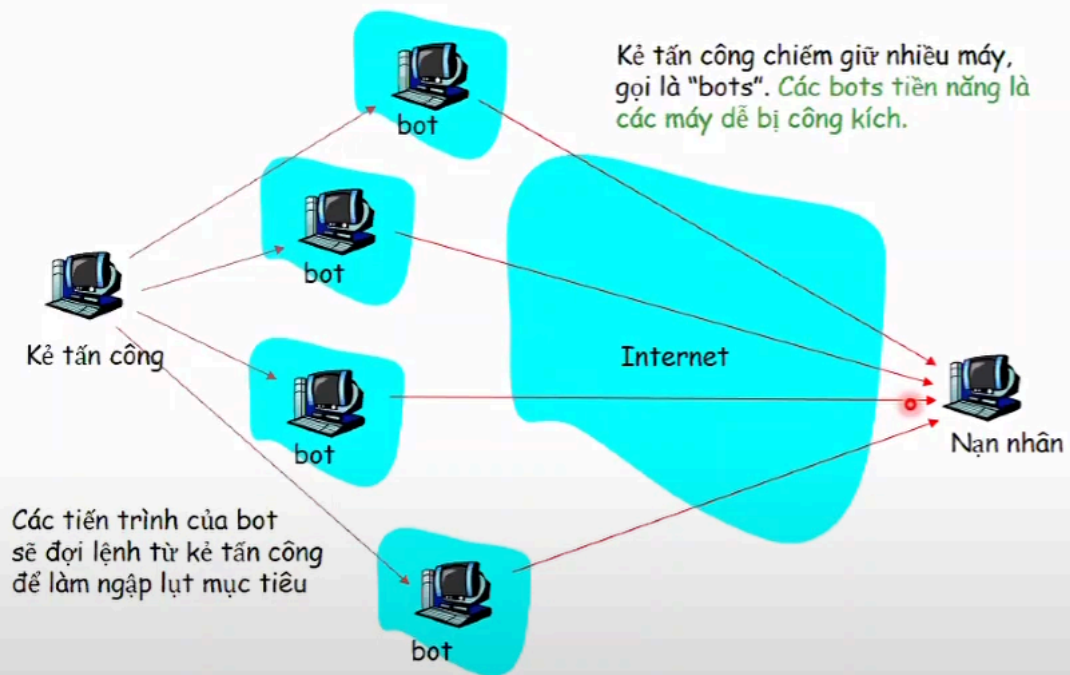 Kẻ tấn công chiếm giữ nhiều máy,
gọi là “bots”. Các bots tiền năng là
các máy dễ bị công kích.
bot
bot
Kẻ tấn công
Internet
bot
Nạn nhân
Các tiến trình của bot
sẽ đợi lệnh từ kẻ tấn công
để làm ngập lụt mục tiêu
bot